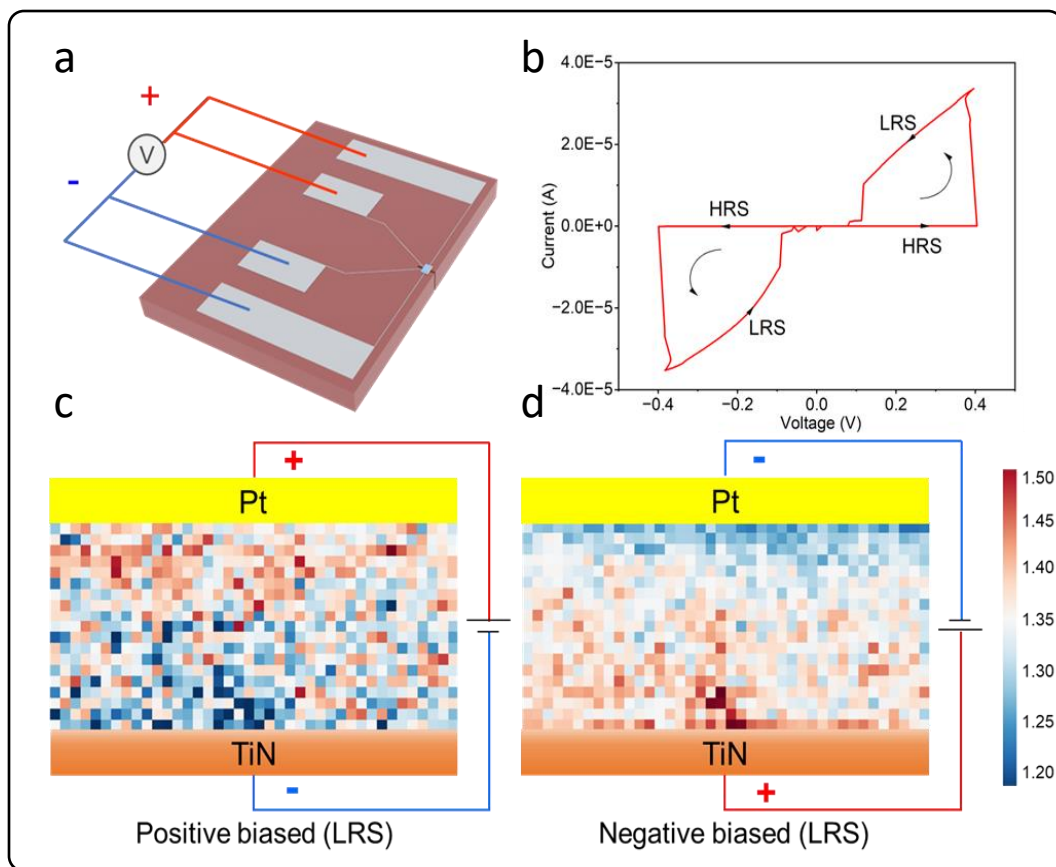 a
+
V
-
b
4.0E-5
2.0E-5
0.0E+0
−2.0E-5
−4.0E-5
Current (A)
LRS
HRS
HRS
LRS
−0.4
−0.2
0.0
0.2
0.4
Voltage (V)
c
+
Pt
TiN
-
Positive biased (LRS)
d
-
Pt
TiN
+
Negative biased (LRS)
1.50
1.45
1.40
1.35
1.30
1.25
1.20